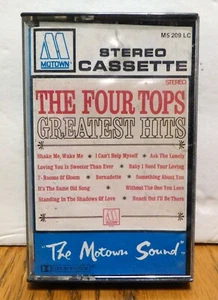 M5 209 LC
MOTOWN
STEREO
CASSETTE
STEREO
THE FOUR TOPS
GREATEST HITS
Shake Me, Wake Me • I Can't Help Myself • Ask The Lonely
Loving You Is Sweeter Than Ever • Baby I Need Your Loving
7-Rooms Of Gloom • Bernadette • Something About You
It's The Same Old Song • Without The One You Love
Standing In The Shadows Of Love • Reach Out I'll Be There
The Motown Sound